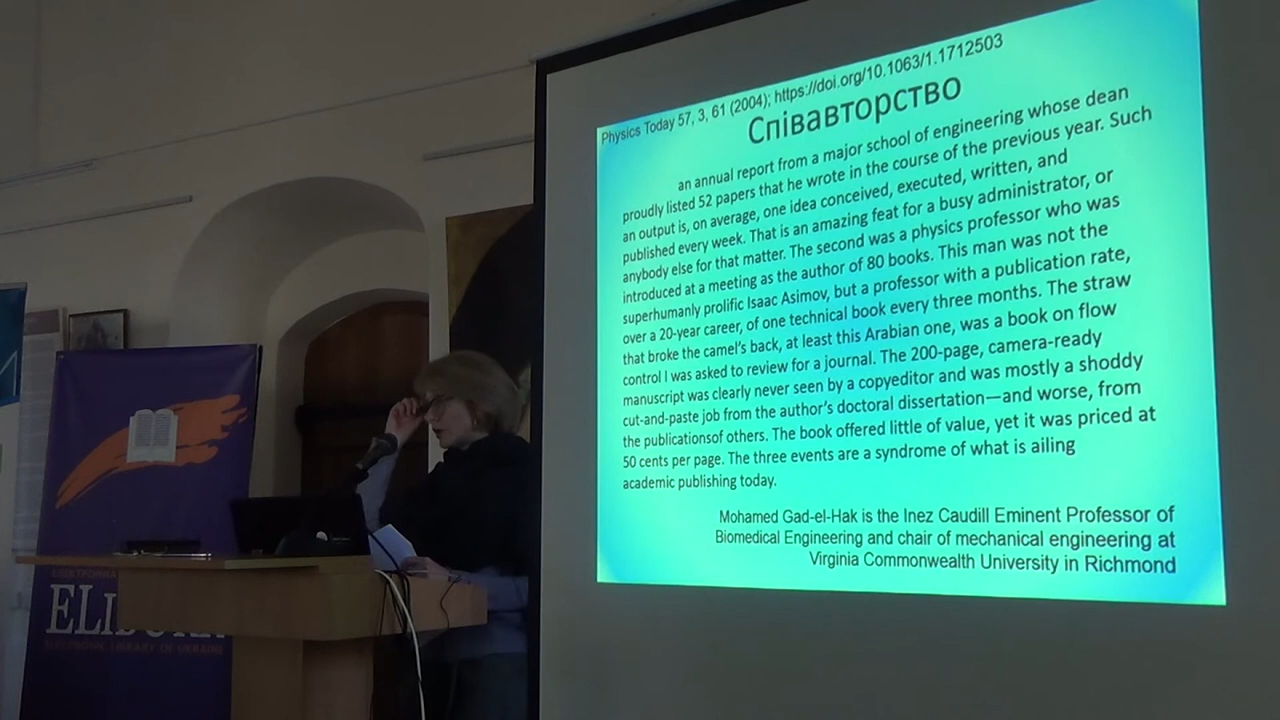 Physics Today 57, 3, 61 (2004); https://doi.org/10.1063/1.1712503
Співавторство
an annual report from a major school of engineering whose dean
proudly listed 52 papers that he wrote in the course of the previous year. Such
an output is, on average, one idea conceived, executed, written, and
published every week. That is an amazing feat for a busy administrator, or
anybody else for that matter. The second was a physics professor who was
introduced at a meeting as the author of 80 books. This man was not the
superhumanly prolific Isaac Asimov, but a professor with a publication rate,
over a 20-year career, of one technical book every three months. The straw
that broke the camel's back, at least this Arabian one, was a book on flow
control I was asked to review for a journal. The 200-page, camera-ready
manuscript was clearly never seen by a copyeditor and was mostly a shoddy
cut-and-paste job from the author's doctoral dissertation—and worse, from
the publicationsof others. The book offered little of value, yet it was priced at
50 cents per page. The three events are a syndrome of what is ailing
academic publishing today.
Mohamed Gad-el-Hak is the Inez Caudill Eminent Professor of
Biomedical Engineering and chair of mechanical engineering at
Virginia Commonwealth University in Richmond